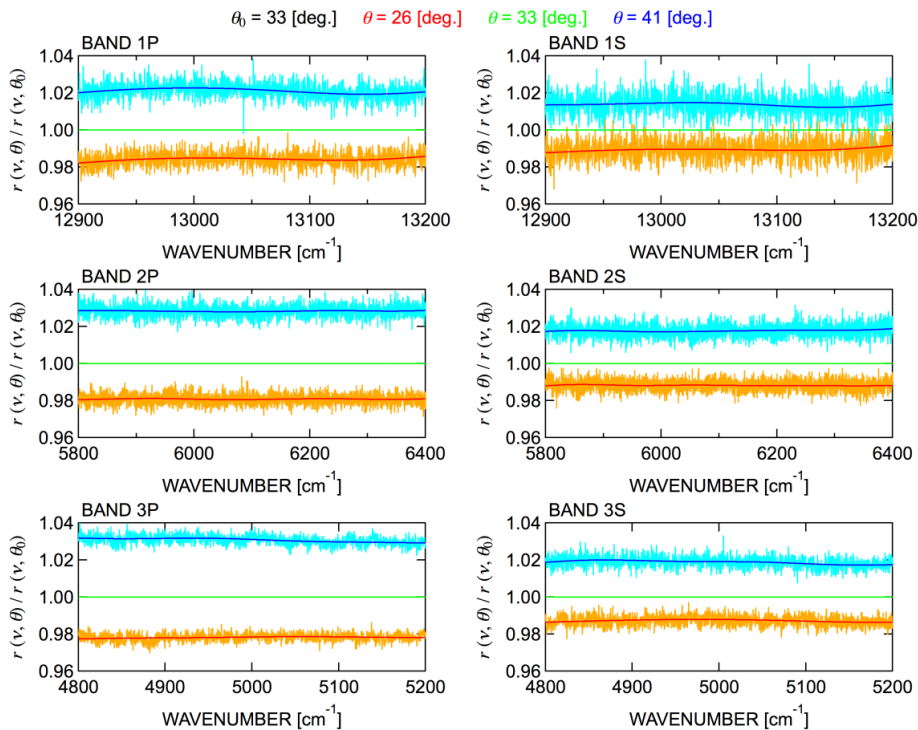 θ₀ = 33 [deg.] θ = 26 [deg.] θ = 33 [deg.] θ = 41 [deg.]
BAND 1P
r (ν, θ) / r (ν, θ₀)
1.04
1.02
1.00
0.98
0.96
12900 13000 13100 13200
WAVENUMBER [cm⁻¹]
BAND 1S
r (ν, θ) / r (ν, θ₀)
1.04
1.02
1.00
0.98
0.96
12900 13000 13100 13200
WAVENUMBER [cm⁻¹]
BAND 2P
r (ν, θ) / r (ν, θ₀)
1.04
1.02
1.00
0.98
0.96
5800 6000 6200 6400
WAVENUMBER [cm⁻¹]
BAND 2S
r (ν, θ) / r (ν, θ₀)
1.04
1.02
1.00
0.98
0.96
5800 6000 6200 6400
WAVENUMBER [cm⁻¹]
BAND 3P
r (ν, θ) / r (ν, θ₀)
1.04
1.02
1.00
0.98
0.96
4800 4900 5000 5100 5200
WAVENUMBER [cm⁻¹]
BAND 3S
r (ν, θ) / r (ν, θ₀)
1.04
1.02
1.00
0.98
0.96
4800 4900 5000 5100 5200
WAVENUMBER [cm⁻¹]